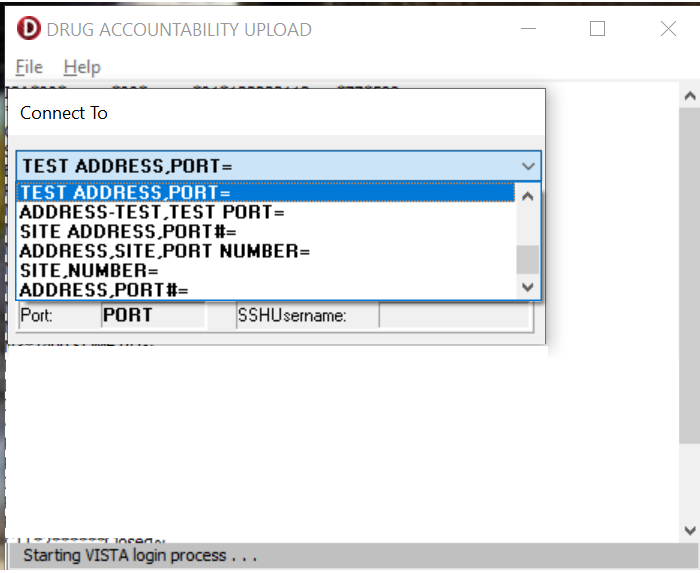 DRUG ACCOUNTABILITY UPLOAD
File Help
Connect To
TEST ADDRESS,PORT=
TEST ADDRESS,PORT=
ADDRESS-TEST,TEST PORT=
SITE ADDRESS,PORT#=
ADDRESS,SITE,PORT NUMBER=
SITE,NUMBER=
ADDRESS,PORT#=
Port: PORT SSHUsername:
Starting VISTA login process . . .